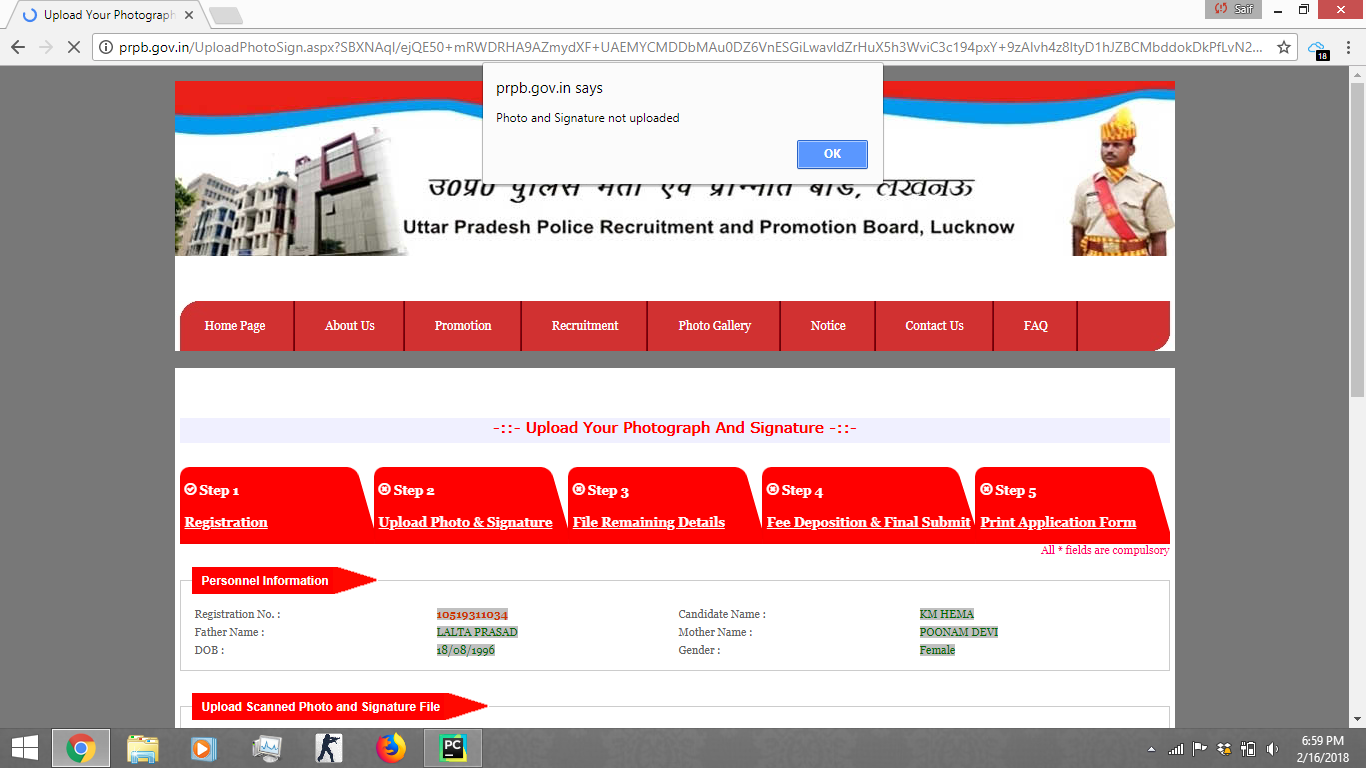 Upload Your Photograph
Saif
prpb.gov.in/UploadPhotoSign.aspx?SBXNAqI/ejQE50+mRWDRHA9AZmydXF+UAEMYCMDDbMAu0DZ6VnESGiLwavIdZrHuX5h3WviC3c194pxY+9zAlvh4z8ltyD1hJZBCMbddokDkPfLvN2...
18
prpb.gov.in says
Photo and Signature not uploaded
OK
उ0प्र0 पुलिस भर्ती एवं प्रोन्नति बोर्ड, लखनऊ
Uttar Pradesh Police Recruitment and Promotion Board, Lucknow
Home Page
About Us
Promotion
Recruitment
Photo Gallery
Notice
Contact Us
FAQ
-::- Upload Your Photograph And Signature -::-
Step 1
Registration
Step 2
Upload Photo & Signature
Step 3
File Remaining Details
Step 4
Fee Deposition & Final Submit
Step 5
Print Application Form
All * fields are compulsory
Personnel Information
Registration No. : 10519311034 Candidate Name : KM HEMA
Father Name : LALTA PRASAD Mother Name : POONAM DEVI
DOB : 18/08/1996 Gender : Female
Upload Scanned Photo and Signature File
PC
6:59 PM
2/16/2018